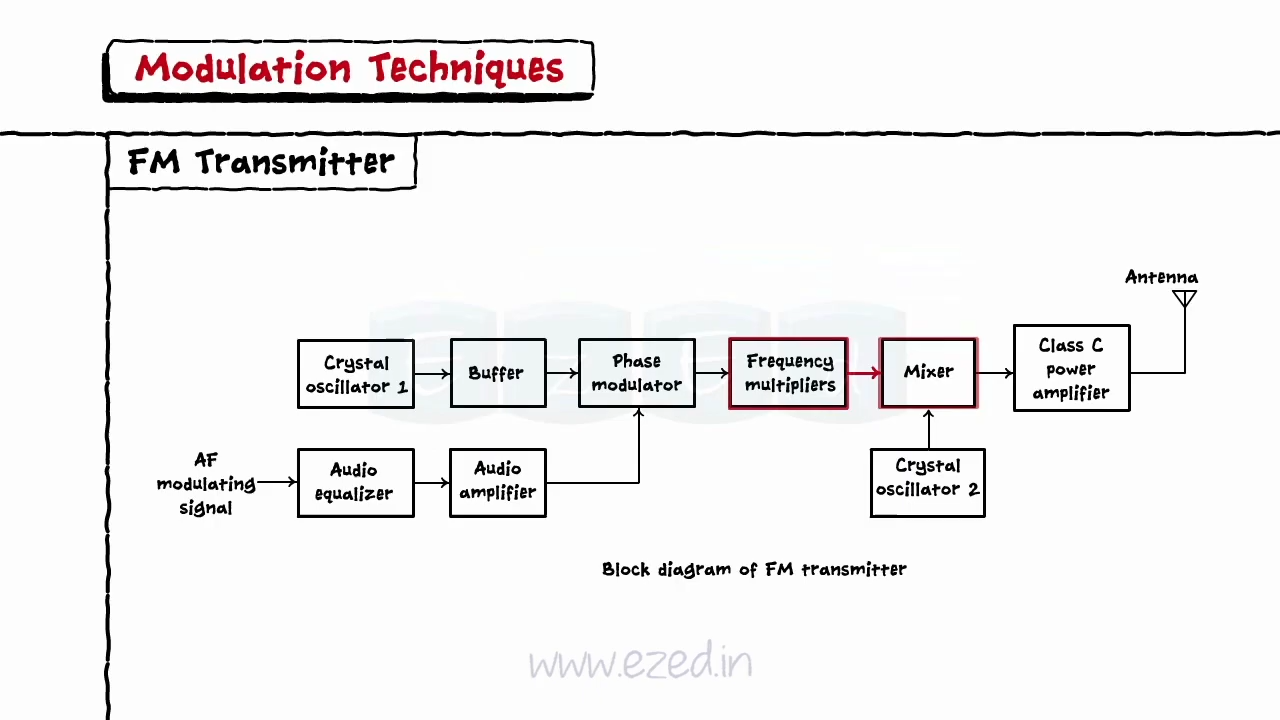 Modulation Techniques
FM Transmitter
Antenna
Crystal
oscillator 1
Buffer
Phase
modulator
Frequency
multipliers
Mixer
Class C
power
amplifier
AF
modulating
signal
Audio
equalizer
Audio
amplifier
Crystal
oscillator 2
Block diagram of FM transmitter
www.ezed.in